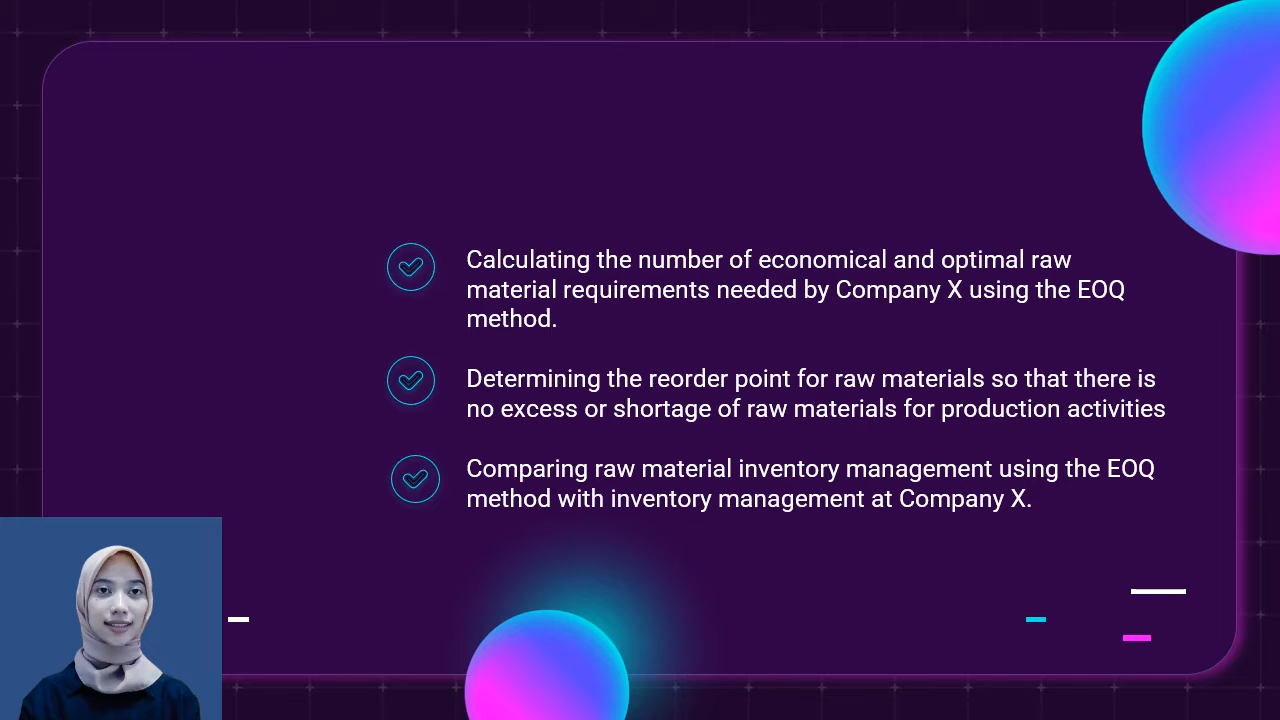 Calculating the number of economical and optimal raw
material requirements needed by Company X using the EOQ
method.
Determining the reorder point for raw materials so that there is
no excess or shortage of raw materials for production activities
Comparing raw material inventory management using the EOQ
method with inventory management at Company X.